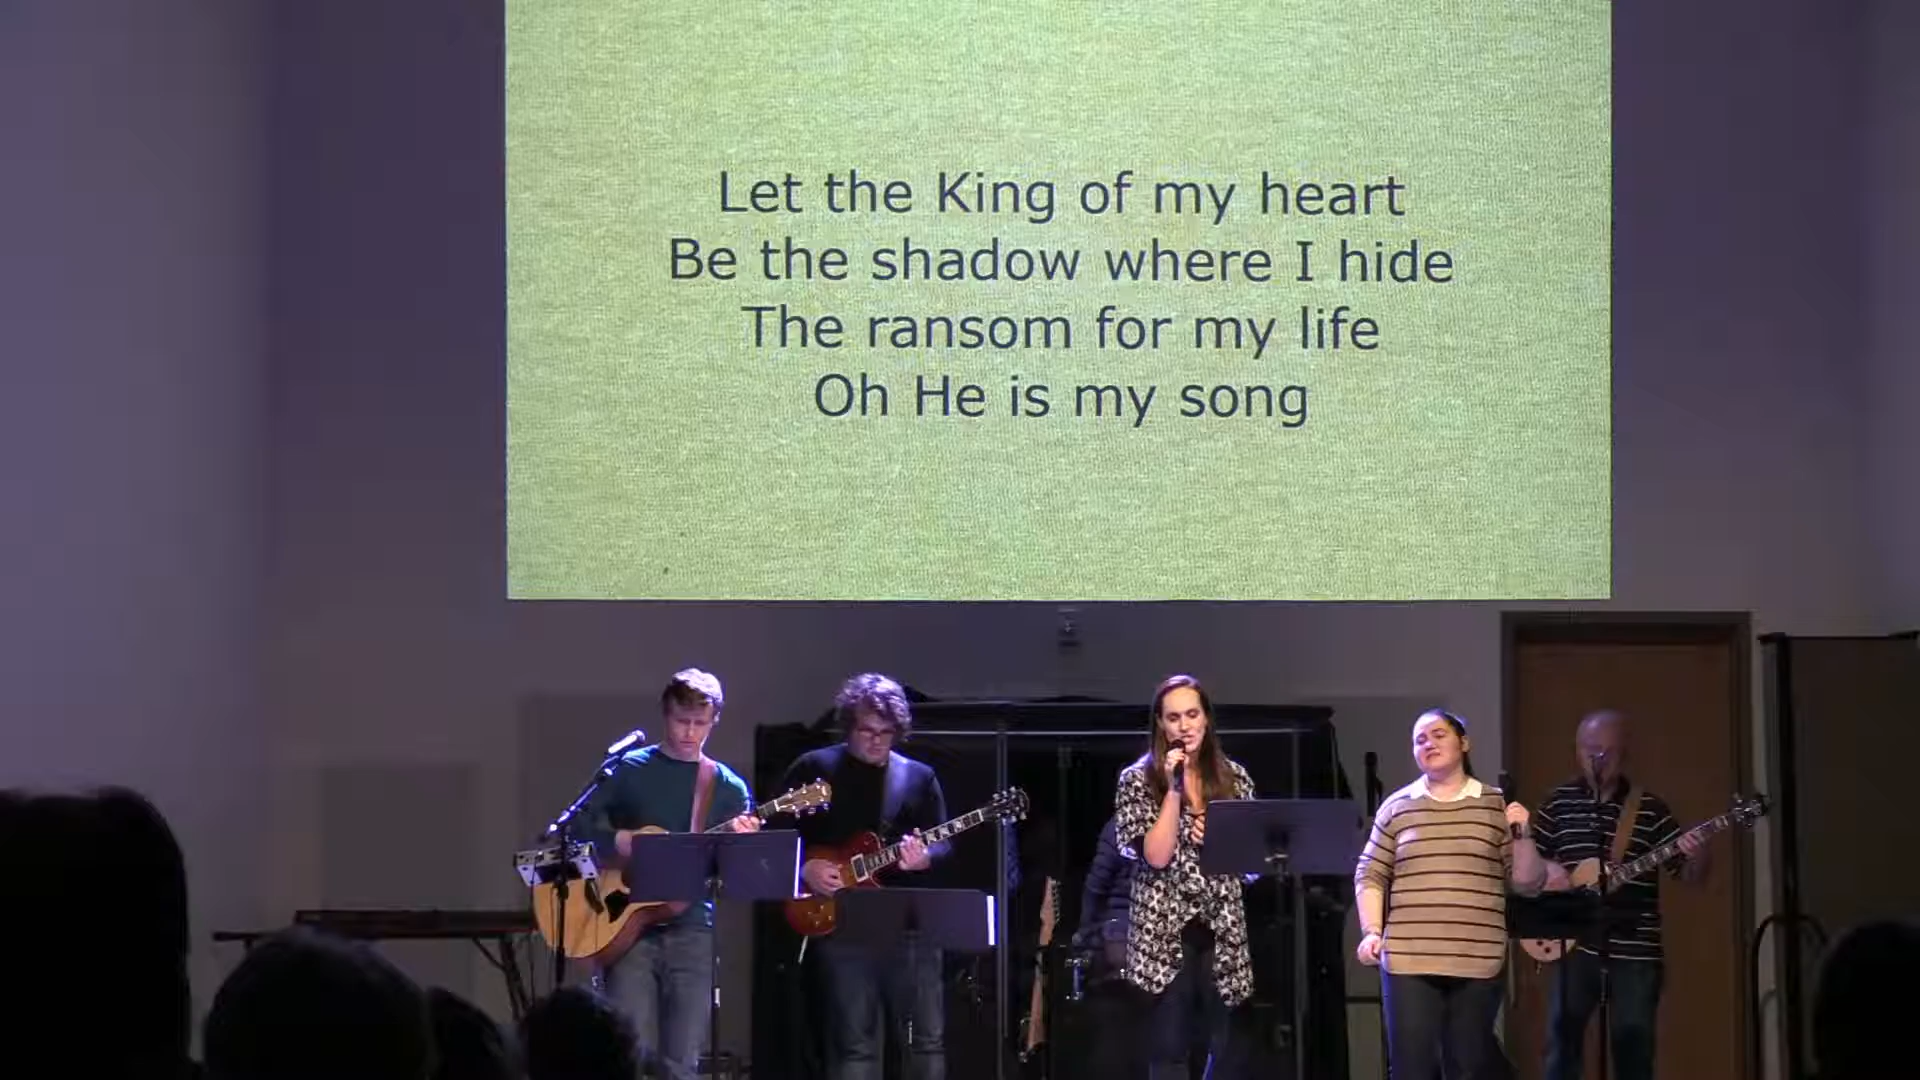 Let the King of my heart
Be the shadow where I hide
The ransom for my life
Oh He is my song